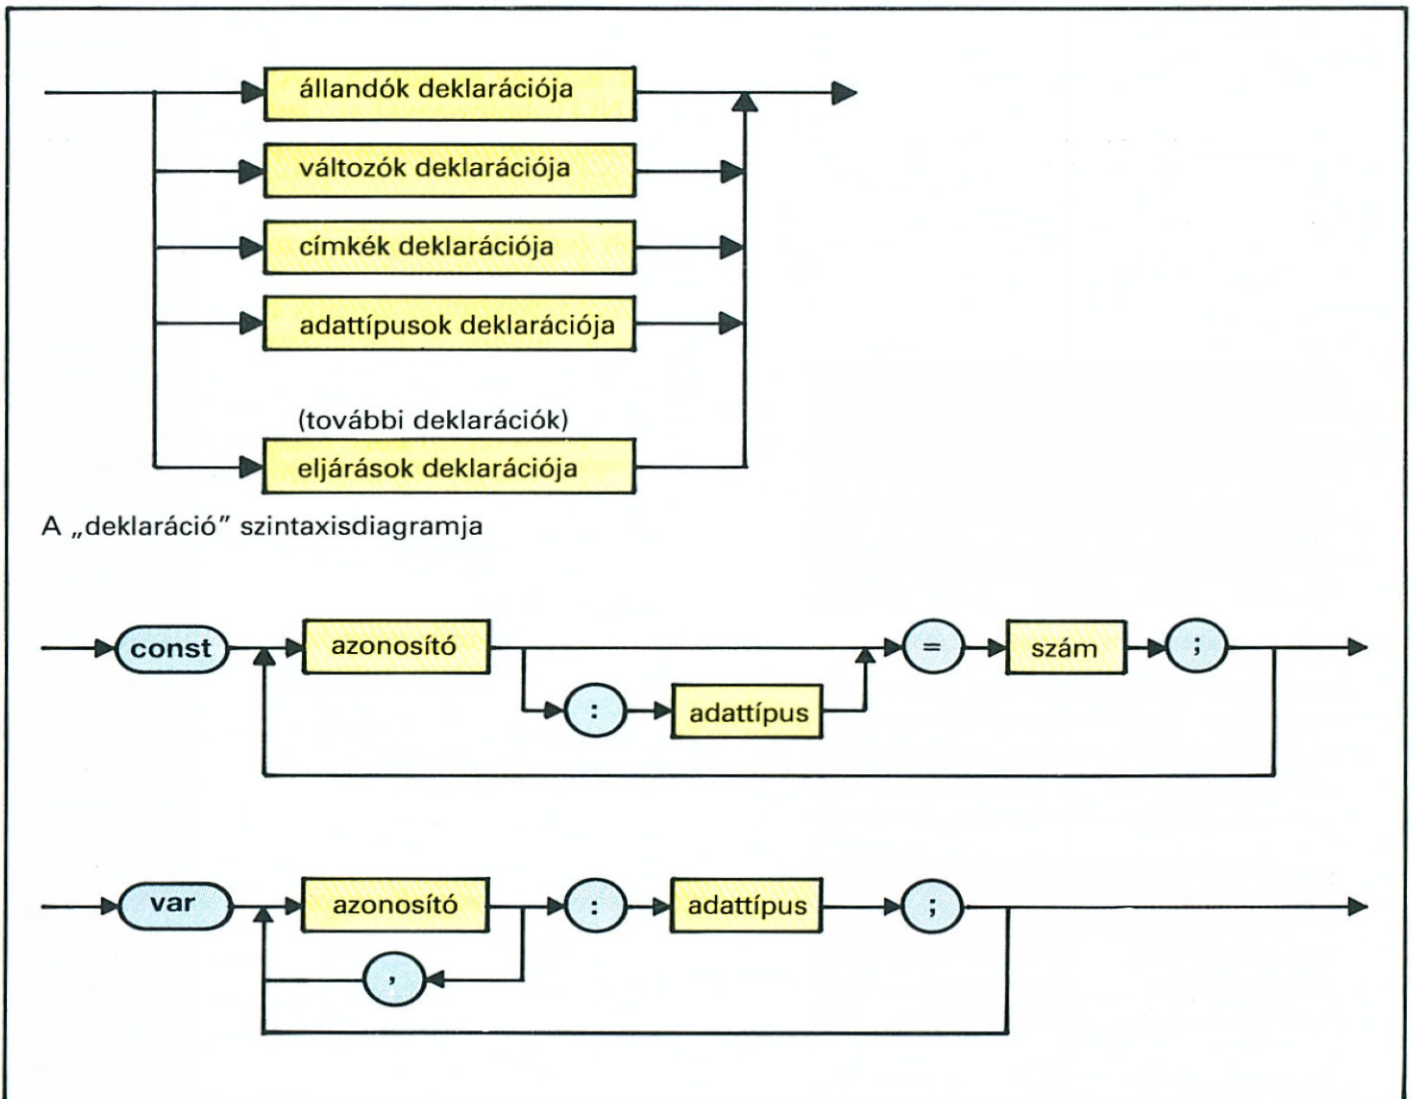 állandók deklarációja
változók deklarációja
címkék deklarációja
adattípusok deklarációja
(további deklarációk)
eljárások deklarációja
A „deklaráció” szintaxisdiagramja
const azonosító = szám ;
: adattípus
var azonosító : adattípus ;
,